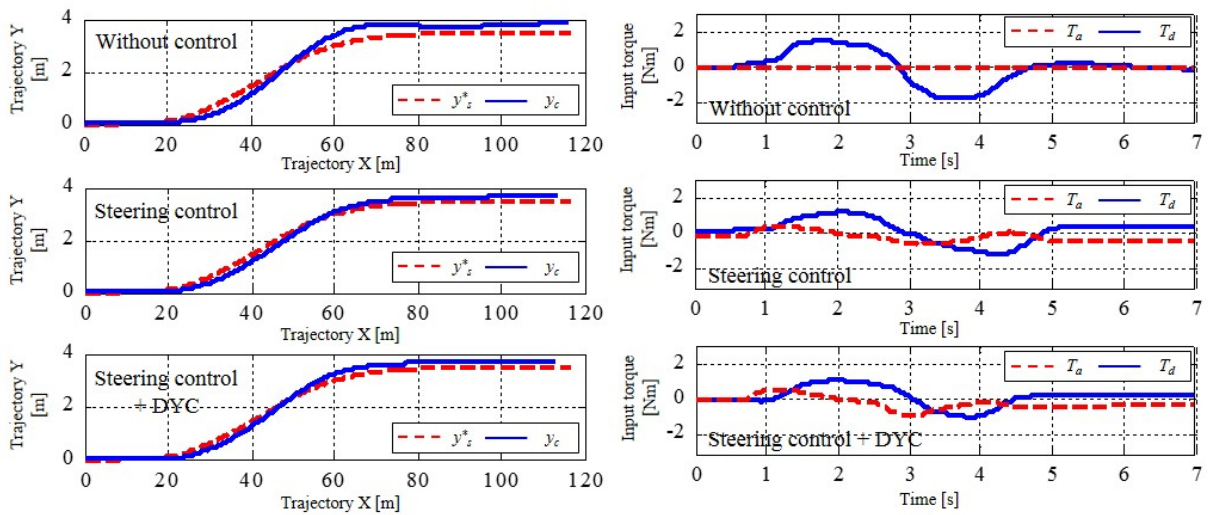 Trajectory Y
[m]
4
2
0
Without control
y*s yc
0 20 40 60 80 100 120
Trajectory X [m]
Input torque
[Nm]
2
0
-2
Ta Td
Without control
0 1 2 3 4 5 6 7
Time [s]
Trajectory Y
[m]
4
2
0
Steering control
y*s yc
0 20 40 60 80 100 120
Trajectory X [m]
Input torque
[Nm]
2
0
-2
Ta Td
Steering control
0 1 2 3 4 5 6 7
Time [s]
Trajectory Y
[m]
4
2
0
Steering control
+ DYC
y*s yc
0 20 40 60 80 100 120
Trajectory X [m]
Input torque
[Nm]
2
0
-2
Ta Td
Steering control + DYC
0 1 2 3 4 5 6 7
Time [s]